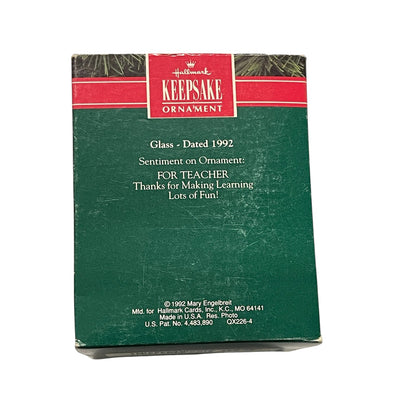 Hallmark
KEEPSAKE
ORNAMENT
Glass - Dated 1992
Sentiment on Ornament:
FOR TEACHER
Thanks for Making Learning
Lots of Fun!
© 1992 Mary Engelbreit
Mfd. for Hallmark Cards, Inc., K.C., MO 64141
Made in U.S.A. Res. Photo
U.S. Pat. No. 4,483,890 QX226-4